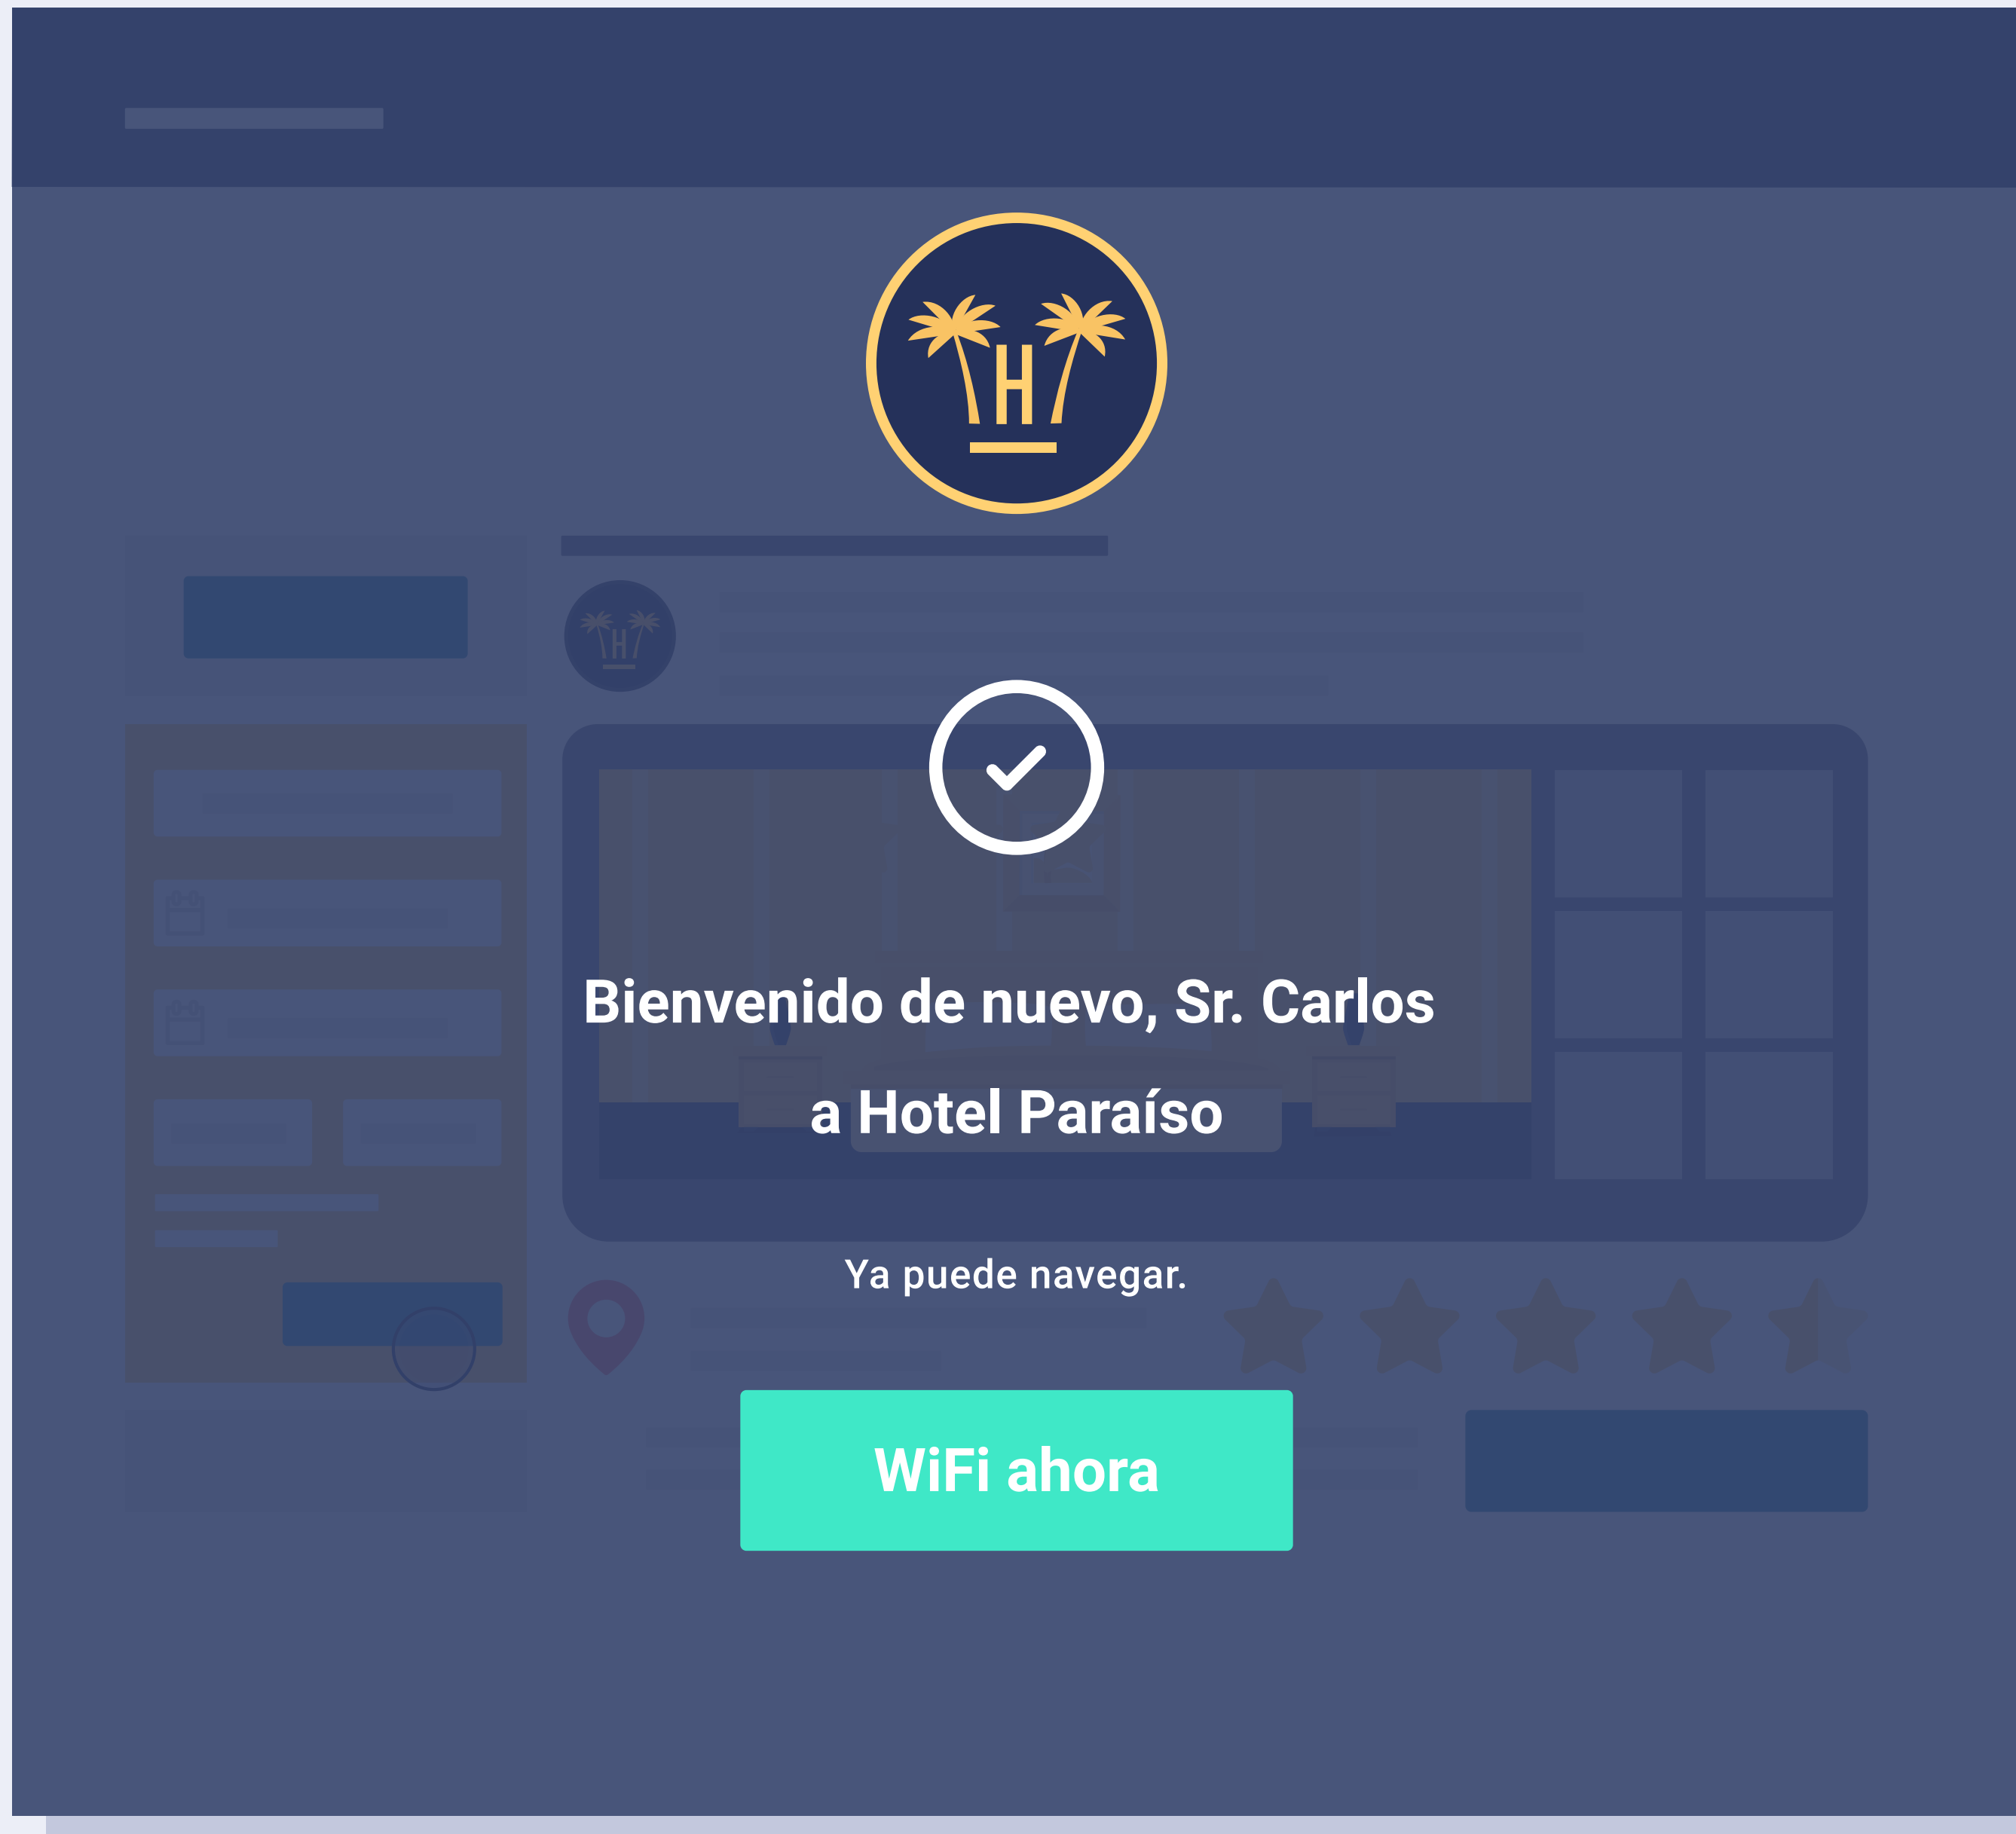 H
Bienvenido de nuevo, Sr. Carlos
a Hotel Paraíso
Ya puede navegar.
WiFi ahora